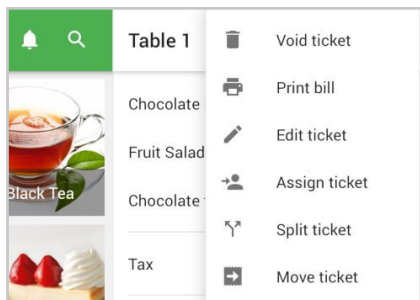 Table 1
Void ticket
Print bill
Chocolate
Edit ticket
Fruit Salad
Assign ticket
Black Tea
Chocolate
Split ticket
Tax
Move ticket